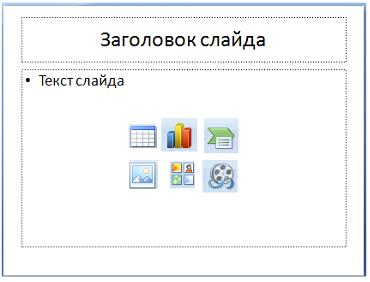 Заголовок слайда
• Текст слайда